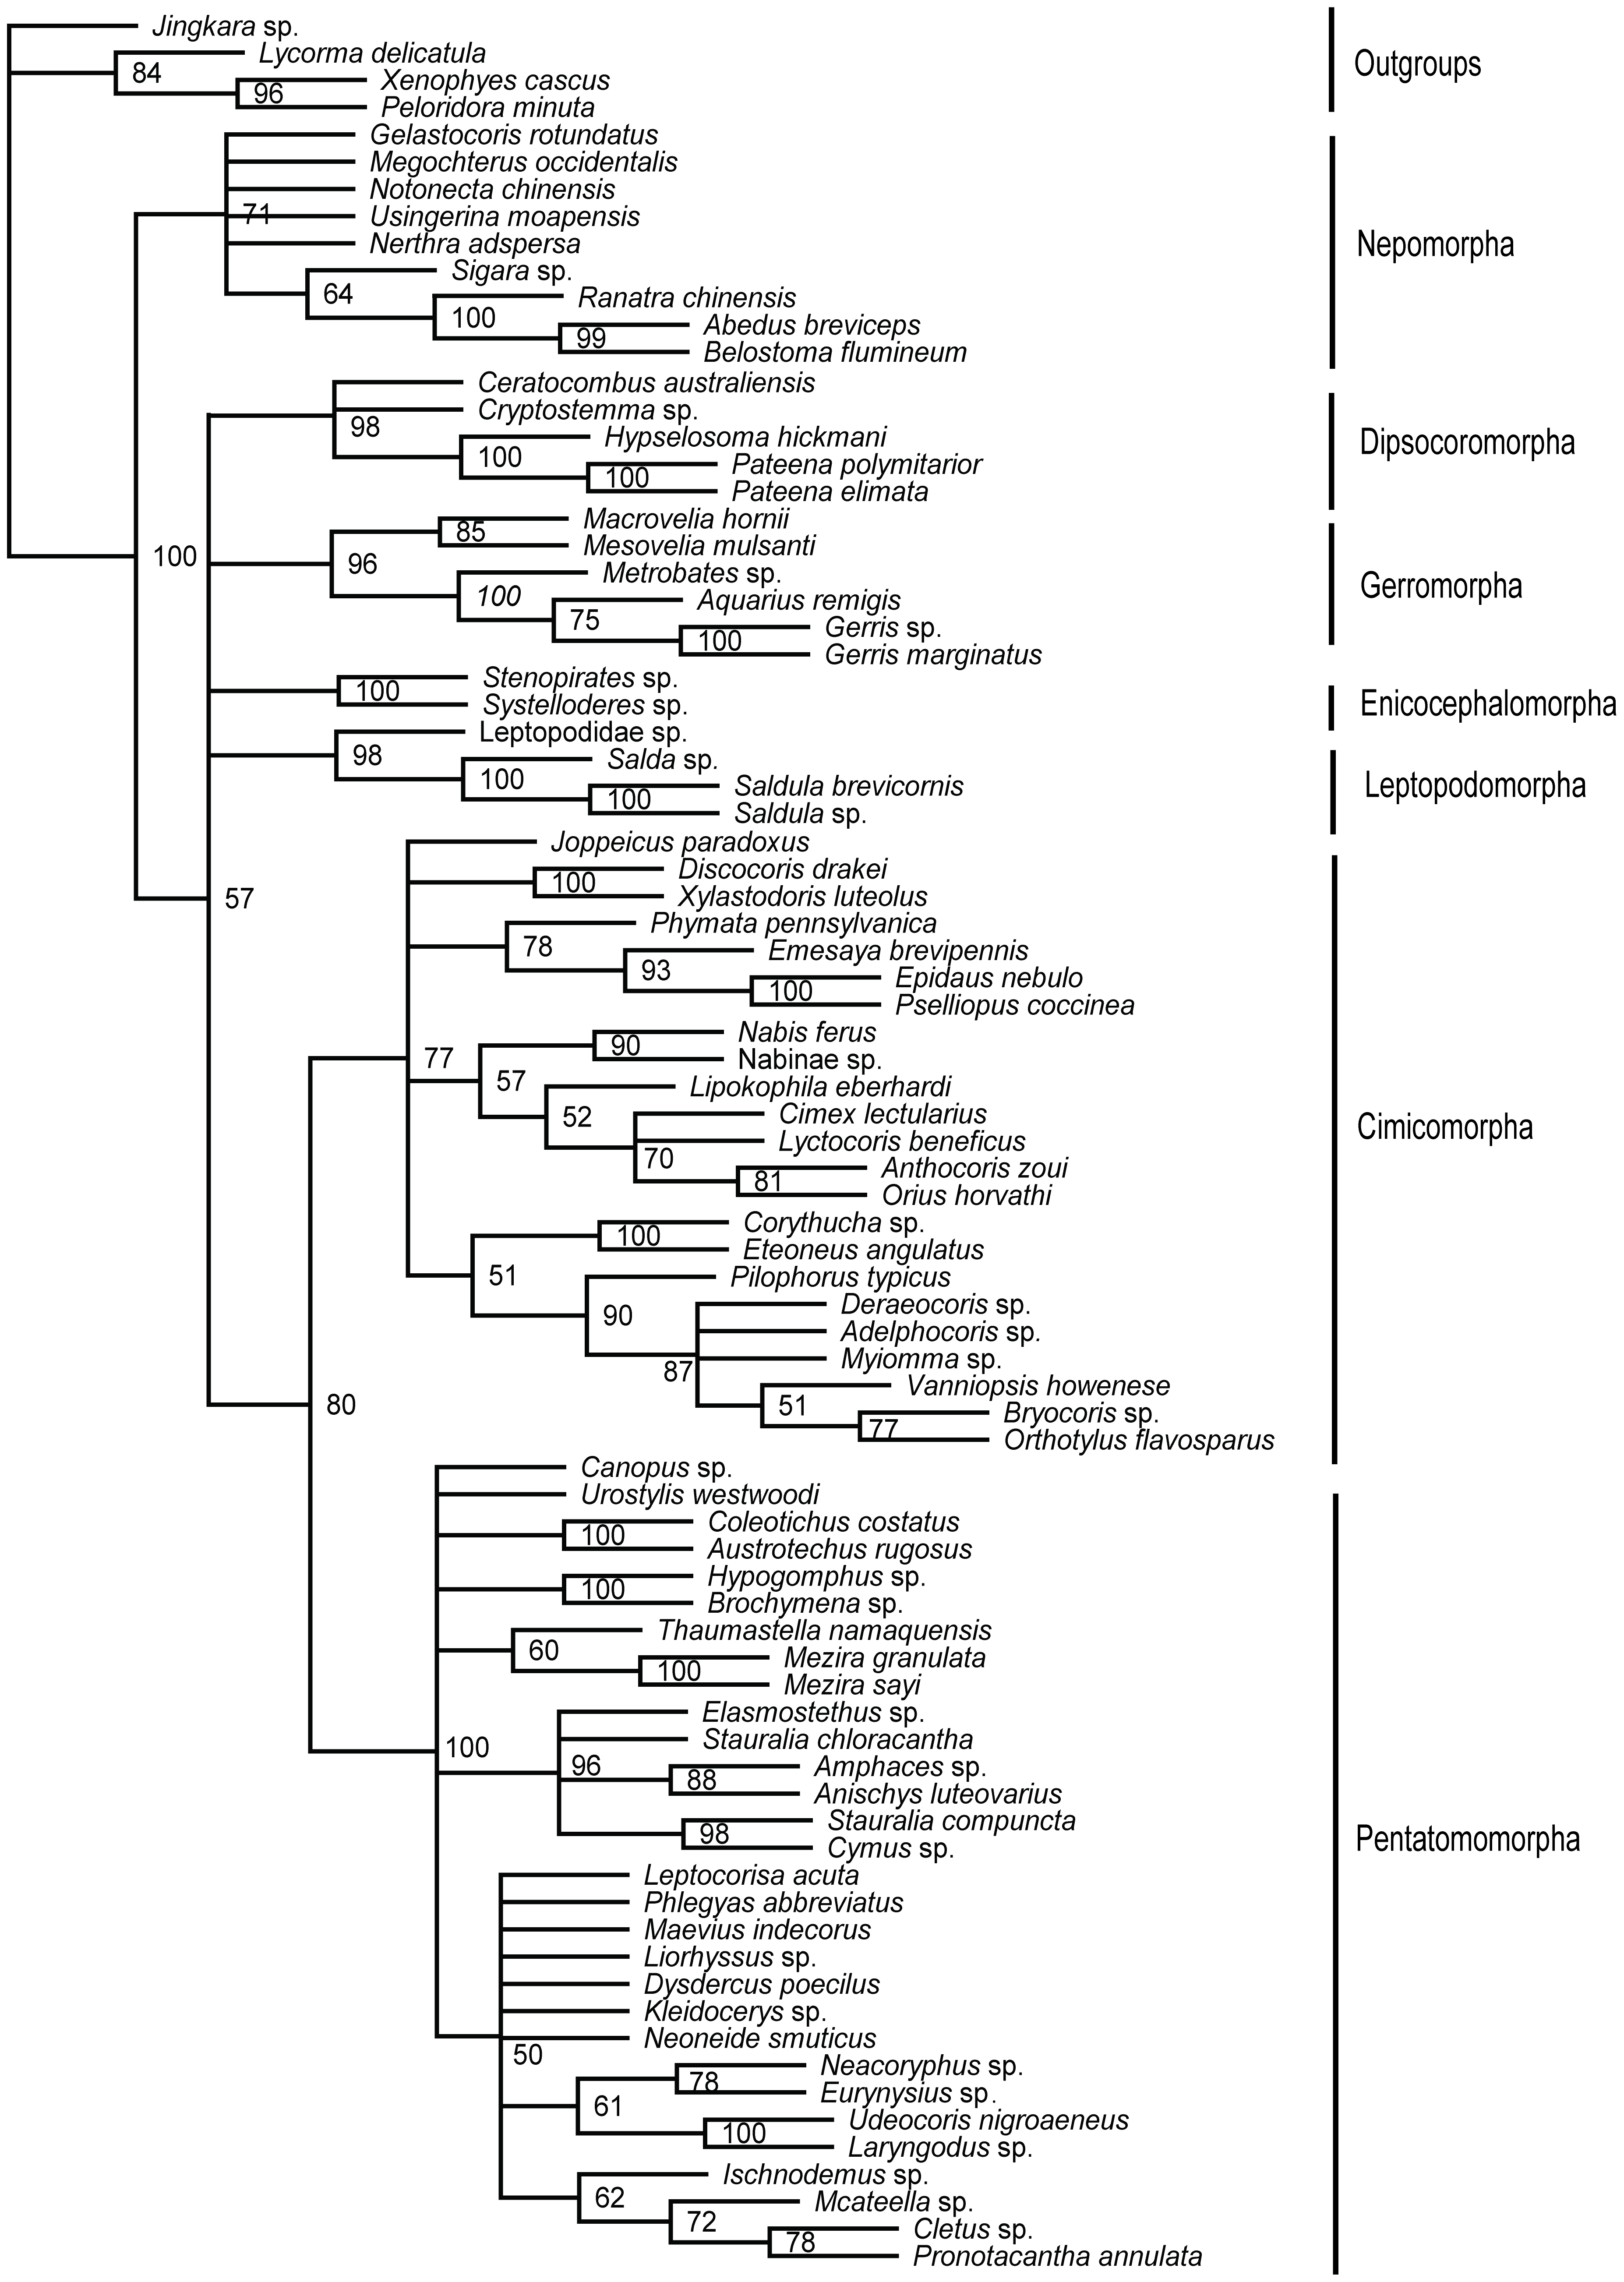 Jingkara sp.
Lycorma delicatula
84
Xenophyes cascus
96
Peloridora minuta
Outgroups
Gelastocoris rotundatus
Megochterus occidentalis
Notonecta chinensis
71
Usingerina moapensis
Nerthra adspersa
Nepomorpha
Sigara sp.
64
Ranatra chinensis
100
Abedus breviceps
99
Belostoma flumineum
Ceratocombus australiensis
Cryptostemma sp.
98
Hypselosoma hickmani
100
Pateena polymitarior
100
Pateena elimata
Dipsocoromorpha
Macrovelia hornii
85
Mesovelia mulsanti
100
96
Metrobates sp.
100
Aquarius remigis
75
Gerris sp.
100
Gerris marginatus
Gerromorpha
Stenopirates sp.
100
Systelloderes sp.
Enicocephalomorpha
Leptopodidae sp.
98
Salda sp.
100
Saldula brevicornis
100
Saldula sp.
Leptopodomorpha
Joppeicus paradoxus
Discocoris drakei
100
Xylastodoris luteolus
57
Phymata pennsylvanica
78
Emesaya brevipennis
93
Epidaus nebulo
100
Pselliopus coccinea
Nabis ferus
90
Nabinae sp.
77
57
Lipokophila eberhardi
52
Cimex lectularius
Lyctocoris beneficus
70
Anthocoris zoui
81
Orius horvathi
Cimicomorpha
Corythucha sp.
100
Eteoneus angulatus
51
Pilophorus typicus
90
Deraeocoris sp.
Adelphocoris sp.
Myiomma sp.
87
Vanniopsis howenese
51
Bryocoris sp.
77
Orthotylus flavosparus
80
Canopus sp.
Urostylis westwoodi
Coleotichus costatus
100
Austrotechus rugosus
Hypogomphus sp.
100
Brochymena sp.
Thaumastella namaquensis
60
Mezira granulata
100
Mezira sayi
Elasmostethus sp.
Stauralia chloracantha
100
96
Amphaces sp.
88
Anischys luteovarius
Stauralia compuncta
98
Cymus sp.
Pentatomomorpha
Leptocorisa acuta
Phlegyas abbreviatus
Maevius indecorus
Liorhyssus sp.
Dysdercus poecilus
Kleidocerys sp.
Neoneide smuticus
50
Neacoryphus sp.
78
Eurynysius sp.
61
Udeocoris nigroaeneus
100
Laryngodus sp.
Ischnodemus sp.
62
Mcateella sp.
72
Cletus sp.
78
Pronotacantha annulata